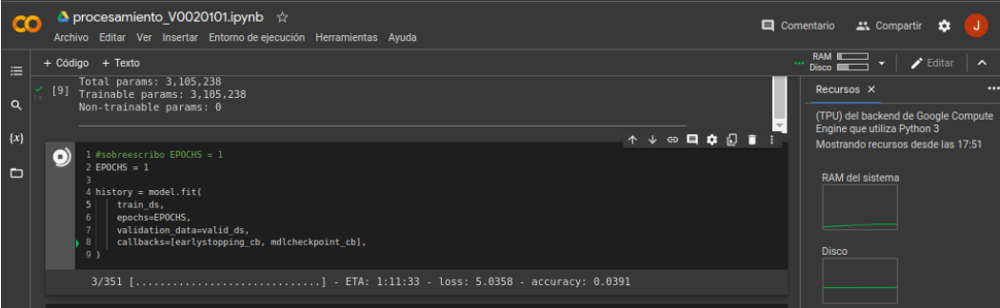 procesamiento_V0020101.ipynb
Archivo Editar Ver Insertar Entorno de ejecución Herramientas Ayuda
Comentario Compartir J
+ Código + Texto
RAM
Disco
Editar
[9] Total params: 3,105,238
Trainable params: 3,105,238
Non-trainable params: 0
1s
{x}
1 #sobreescribo EPOCHS = 1
2 EPOCHS = 1
3
4 history = model.fit(
5 train_ds,
6 epochs=EPOCHS,
7 validation_data=valid_ds,
8 callbacks=[earlystopping_cb, mdlcheckpoint_cb],
9 )
3/351 [..............................] - ETA: 1:11:33 - loss: 5.0358 - accuracy: 0.0391
Recursos X
(TPU) del backend de Google Compute
Engine que utiliza Python 3
Mostrando recursos desde las 17:51
RAM del sistema
Disco